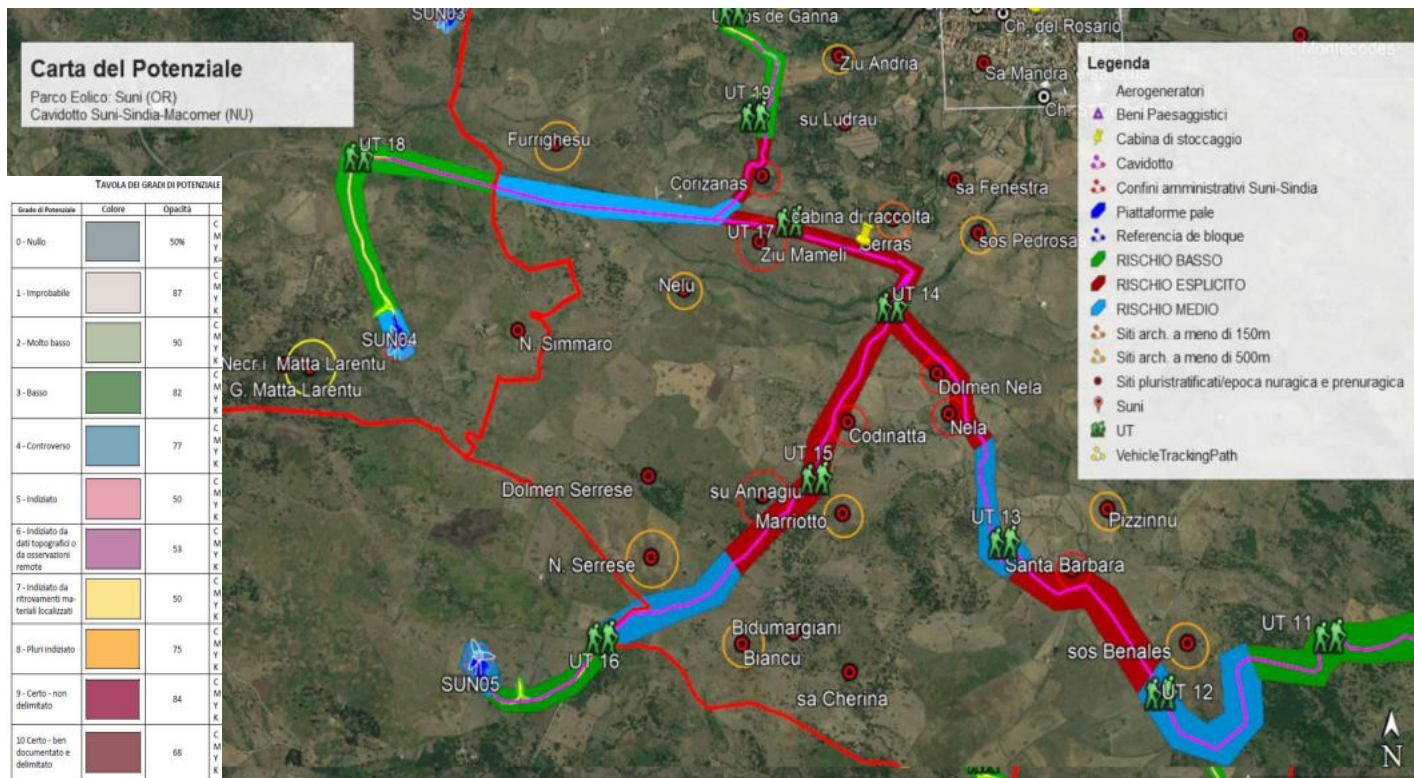 Carta del Potenziale
Parco Eolico: Suni (OR)
Cavidotto Suni-Sindia-Macomer (NU)
TAVOLA DEI GRADI DI POTENZIALE
Grado di Potenziale Colore Opacità
0 - Nullo 50% C M Y K=
1 - Improbabile 87 C M Y K
2 - Molto basso 90 C M Y K
3 - Basso 82 C M Y K
4 - Controverso 77 C M Y K
5 - Indiziato 50 C M Y K
6 - Indiziato da
dati topografici o
da osservazioni
remote 53 C M Y K
7 - Indiziato da
ritrovamenti ma-
teriali localizzati 50 C M Y K
8 - Pluri indiziato 75 C M Y K
9 - Certo - non
delimitato 84 C M Y K
10 Certo - ben
documentato e
delimitato 68 C M Y K
SUN03
de Ganna
Ch. del Rosario
Montecodes
Ziu Andria
Sa Mandra
UT 19
su Ludrau
UT 18
Furrighesu
Corizanas
sa Fenestra
cabina di raccolta
UT 17
Ziu Mameli
Serras
sos Pedrosas
Nelu
UT 14
SUN04
N. Simmaro
Necr.i Matta Larentu
G. Matta Larentu
Dolmen Nela
Nela
Codinatta
UT 15
Dolmen Serrese
su Annagiu
Marriotto
Pizzinnu
UT 13
N. Serrese
Santa Barbara
Bidumargiani
Biancu
UT 16
sos Benales
UT 11
SUN05
sa Cherina
UT 12
N
Legenda
Aerogeneratori
Beni Paesaggistici
Cabina di stoccaggio
Cavidotto
Confini amministrativi Suni-Sindia
Piattaforme pale
Referencia de bloque
RISCHIO BASSO
RISCHIO ESPLICITO
RISCHIO MEDIO
Siti arch. a meno di 150m
Siti arch. a meno di 500m
Siti pluristratificati/epoca nuragica e prenuragica
Suni
UT
VehicleTrackingPath